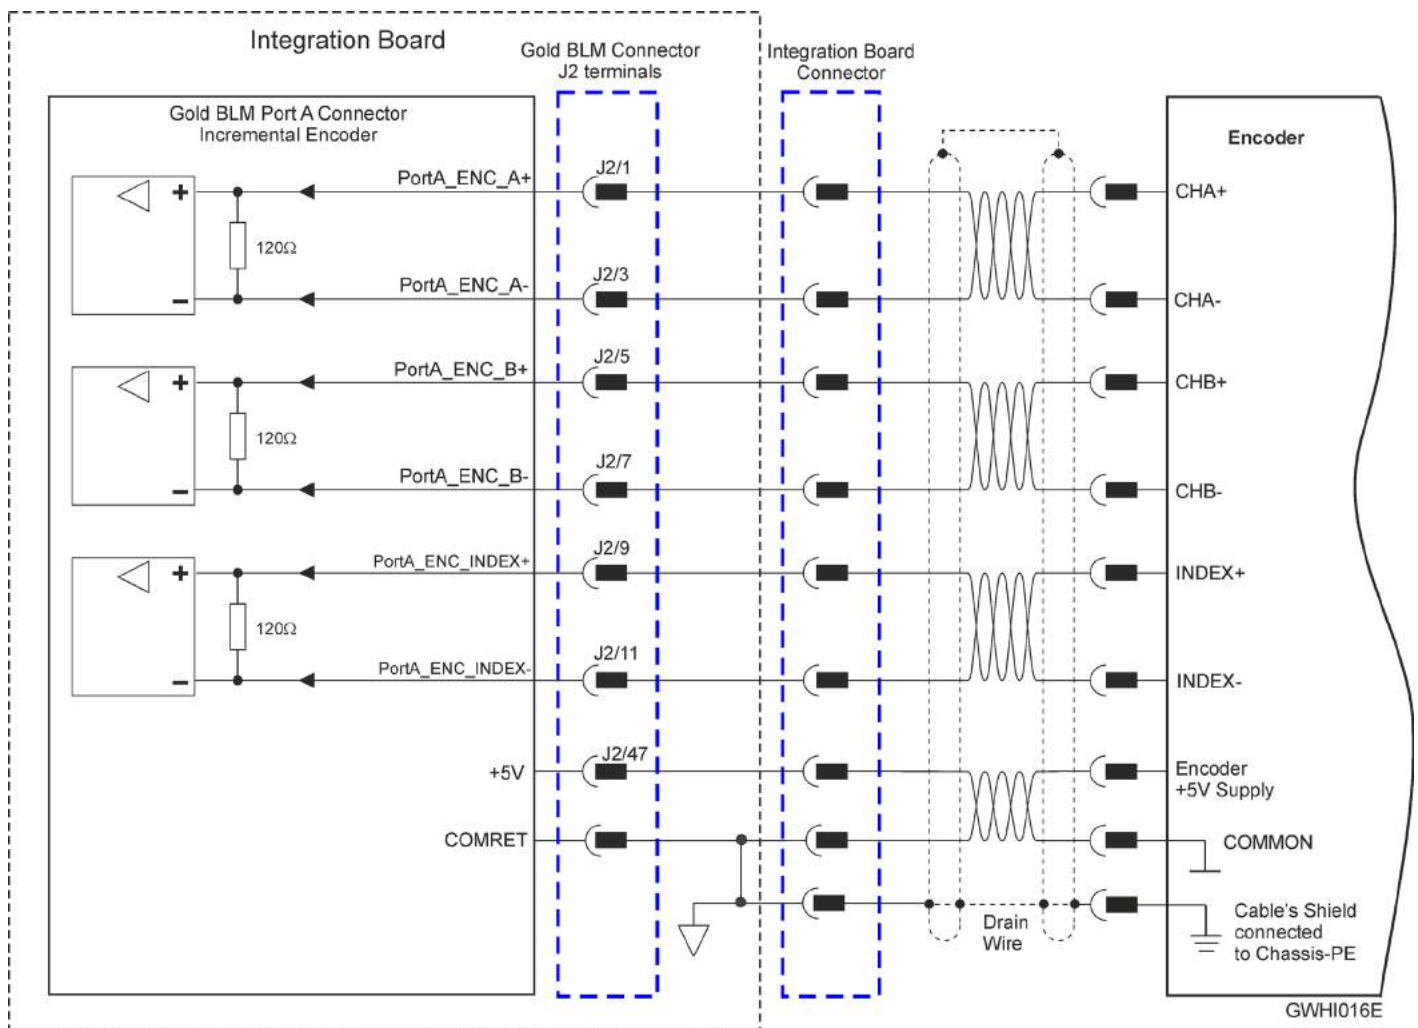 Integration Board
Gold BLM Connector
J2 terminals
Integration Board
Connector
Gold BLM Port A Connector
Incremental Encoder
Encoder
PortA_ENC_A+
J2/1
CHA+
+
120Ω
PortA_ENC_A-
J2/3
CHA-
−
PortA_ENC_B+
J2/5
CHB+
+
120Ω
PortA_ENC_B-
J2/7
CHB-
−
PortA_ENC_INDEX+
J2/9
INDEX+
+
120Ω
PortA_ENC_INDEX-
J2/11
INDEX-
−
+5V
J2/47
Encoder
+5V Supply
COMRET
COMMON
Drain
Wire
Cable's Shield
connected
to Chassis-PE
GWHI016E